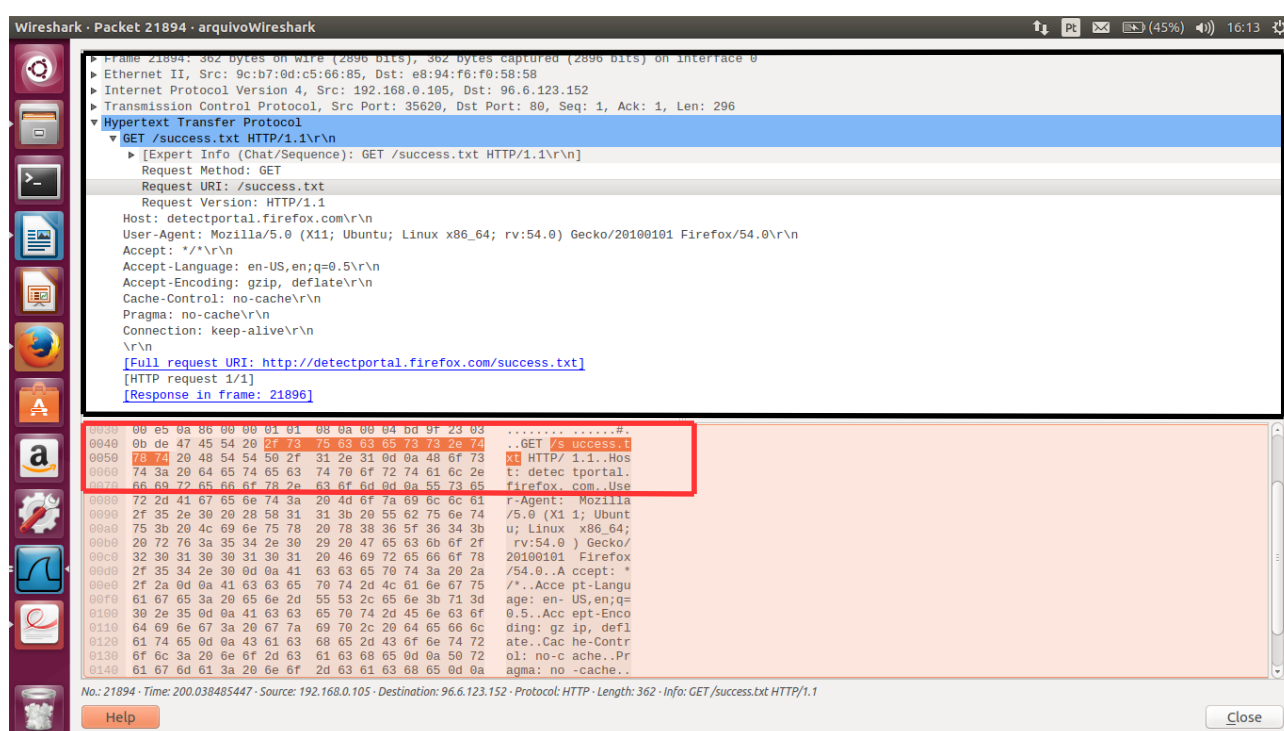 Wireshark · Packet 21894 · arquivoWireshark
Pt (45%) 16:13
Frame 21894: 362 bytes on wire (2896 bits), 362 bytes captured (2896 bits) on interface 0
Ethernet II, Src: 9c:b7:0d:c5:66:85, Dst: e8:94:f6:f0:58:58
Internet Protocol Version 4, Src: 192.168.0.105, Dst: 96.6.123.152
Transmission Control Protocol, Src Port: 35620, Dst Port: 80, Seq: 1, Ack: 1, Len: 296
Hypertext Transfer Protocol
GET /success.txt HTTP/1.1\r\n
[Expert Info (Chat/Sequence): GET /success.txt HTTP/1.1\r\n]
Request Method: GET
Request URI: /success.txt
Request Version: HTTP/1.1
Host: detectportal.firefox.com\r\n
User-Agent: Mozilla/5.0 (X11; Ubuntu; Linux x86_64; rv:54.0) Gecko/20100101 Firefox/54.0\r\n
Accept: */*\r\n
Accept-Language: en-US,en;q=0.5\r\n
Accept-Encoding: gzip, deflate\r\n
Cache-Control: no-cache\r\n
Pragma: no-cache\r\n
Connection: keep-alive\r\n
\r\n
[Full request URI: http://detectportal.firefox.com/success.txt]
[HTTP request 1/1]
[Response in frame: 21896]
0030 00 e5 0a 86 00 00 01 01 08 0a 00 04 bd 9f 23 03 ........ ......#.
0040 0b de 47 45 54 20 2f 73 75 63 63 65 73 73 2e 74 ..GET /s uccess.t
0050 78 74 20 48 54 54 50 2f 31 2e 31 0d 0a 48 6f 73 xt HTTP/ 1.1..Hos
0060 74 3a 20 64 65 74 65 63 74 70 6f 72 74 61 6c 2e t: detec tportal.
0070 66 69 72 65 66 6f 78 2e 63 6f 6d 0d 0a 55 73 65 firefox. com..Use
0080 72 2d 41 67 65 6e 74 3a 20 4d 6f 7a 69 6c 6c 61 r-Agent: Mozilla
0090 2f 35 2e 30 20 28 58 31 31 3b 20 55 62 75 6e 74 /5.0 (X1 1; Ubunt
00a0 75 3b 20 4c 69 6e 75 78 20 78 38 36 5f 36 34 3b u; Linux x86_64;
00b0 20 72 76 3a 35 34 2e 30 29 20 47 65 63 6b 6f 2f rv:54.0 ) Gecko/
00c0 32 30 31 30 30 31 30 31 20 46 69 72 65 66 6f 78 20100101 Firefox
00d0 2f 35 34 2e 30 0d 0a 41 63 63 65 70 74 3a 20 2a /54.0..A ccept: *
00e0 2f 2a 0d 0a 41 63 63 65 70 74 2d 4c 61 6e 67 75 /*..Acce pt-Langu
00f0 61 67 65 3a 20 65 6e 2d 55 53 2c 65 6e 3b 71 3d age: en- US,en;q=
0100 30 2e 35 0d 0a 41 63 63 65 70 74 2d 45 6e 63 6f 0.5..Acc ept-Enco
0110 64 69 6e 67 3a 20 67 7a 69 70 2c 20 64 65 66 6c ding: gz ip, defl
0120 61 74 65 0d 0a 43 61 63 68 65 2d 43 6f 6e 74 72 ate..Cac he-Contr
0130 6f 6c 3a 20 6e 6f 2d 63 61 63 68 65 0d 0a 50 72 ol: no-c ache..Pr
0140 61 67 6d 61 3a 20 6e 6f 2d 63 61 63 68 65 0d 0a agma: no -cache..
No.: 21894 · Time: 200.038485447 · Source: 192.168.0.105 · Destination: 96.6.123.152 · Protocol: HTTP · Length: 362 · Info: GET /success.txt HTTP/1.1
Help
Close